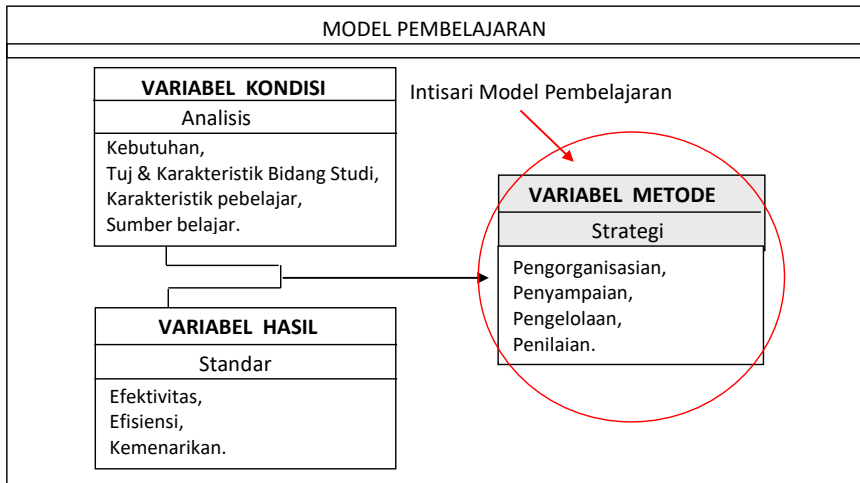 MODEL PEMBELAJARAN
VARIABEL KONDISI
Analisis
Kebutuhan,
Tuj & Karakteristik Bidang Studi,
Karakteristik pebelajar,
Sumber belajar.
Intisari Model Pembelajaran
VARIABEL METODE
Strategi
Pengorganisasian,
Penyampaian,
Pengelolaan,
Penilaian.
VARIABEL HASIL
Standar
Efektivitas,
Efisiensi,
Kemenarikan.